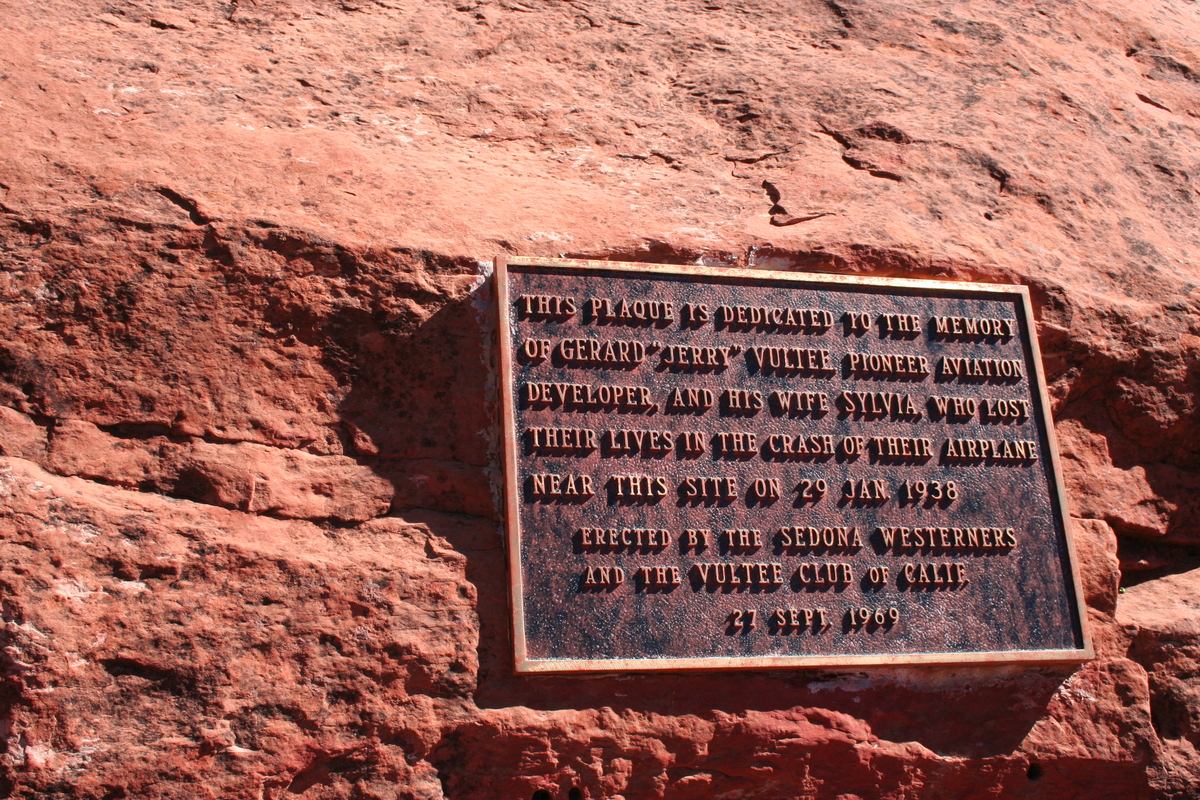 THIS PLAQUE IS DEDICATED TO THE MEMORY
OF GERARD "JERRY" VULTEE PIONEER AVIATION
DEVELOPER, AND HIS WIFE SYLVIA, WHO LOST
THEIR LIVES IN THE CRASH OF THEIR AIRPLANE
NEAR THIS SITE ON 29 JAN. 1938
ERECTED BY THE SEDONA WESTERNERS
AND THE VULTEE CLUB OF CALIF.
27 SEPT. 1969